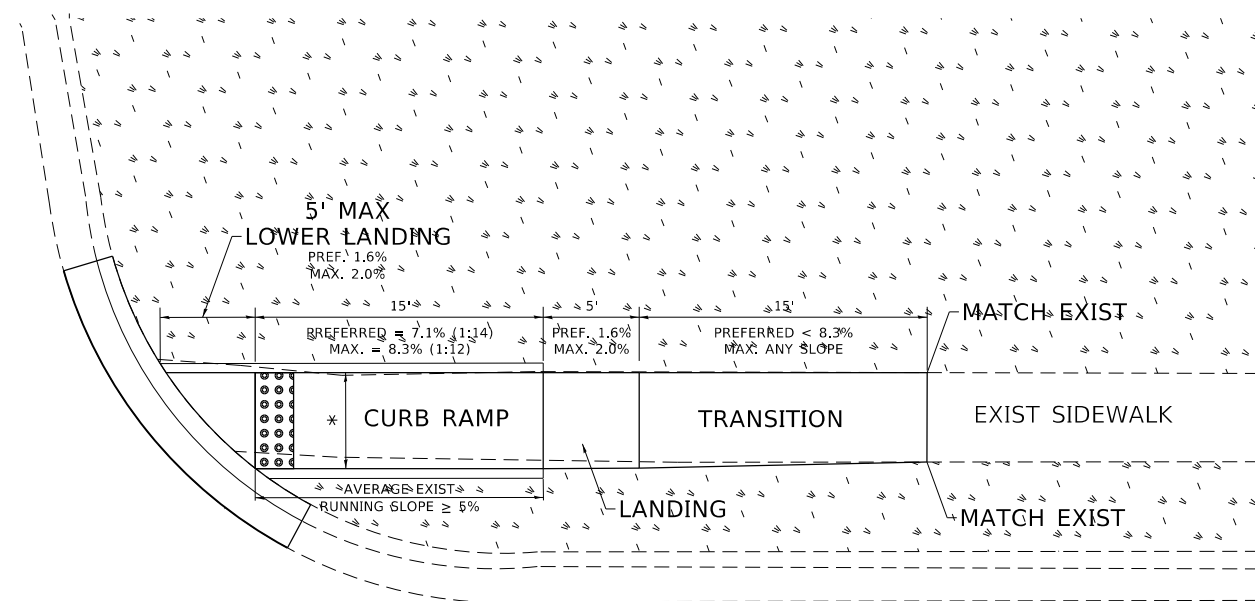 5' MAX
LOWER LANDING
PREF. 1.6%
MAX. 2.0%
15'
5'
15'
PREFERRED = 7.1% (1:14)
MAX. = 8.3% (1:12)
PREF. 1.6%
MAX. 2.0%
PREFERRED < 8.3%
MAX. ANY SLOPE
MATCH EXIST
*
CURB RAMP
TRANSITION
EXIST SIDEWALK
AVERAGE EXIST
RUNNING SLOPE ≥ 5%
LANDING
MATCH EXIST